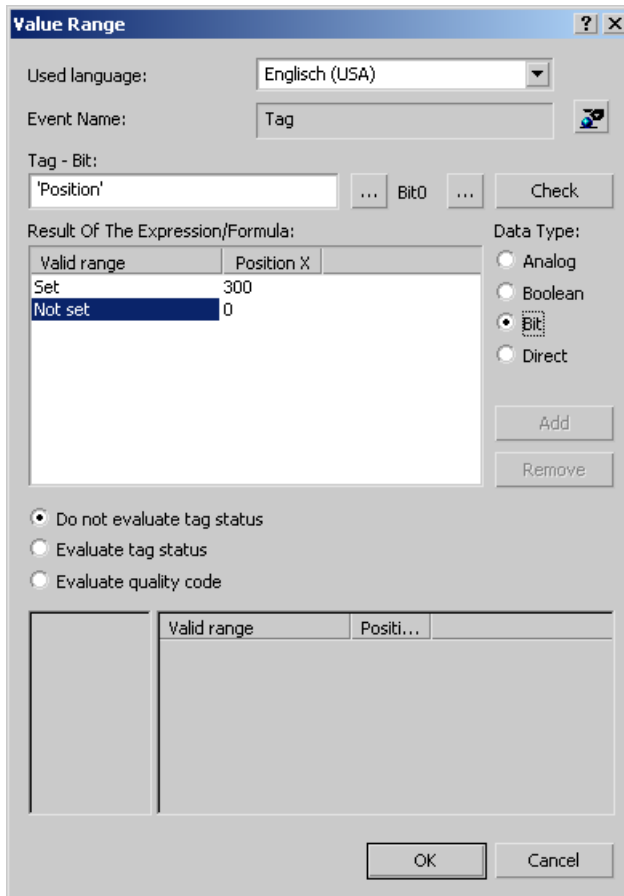 Value Range
Used language: Englisch (USA)
Event Name: Tag
Tag - Bit:
'Position' ... Bit0 ... Check
Result Of The Expression/Formula: Data Type:
Valid range Position X
Set 300
Not set 0
Analog
Boolean
Bit
Direct
Add
Remove
Do not evaluate tag status
Evaluate tag status
Evaluate quality code
Valid range Positi...
OK Cancel